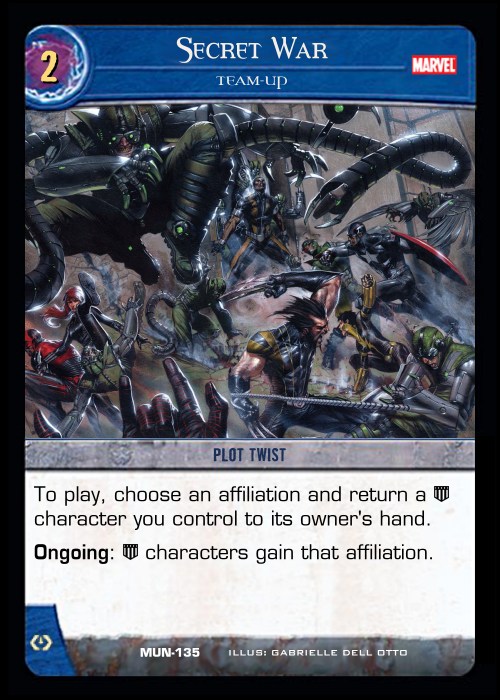 2
SECRET WAR
TEAM-UP
MARVEL
PLOT TWIST
To play, choose an affiliation and return a
character you control to its owner's hand.
Ongoing: characters gain that affiliation.
MUN-135 ILLUS: GABRIELLE DELL OTTO